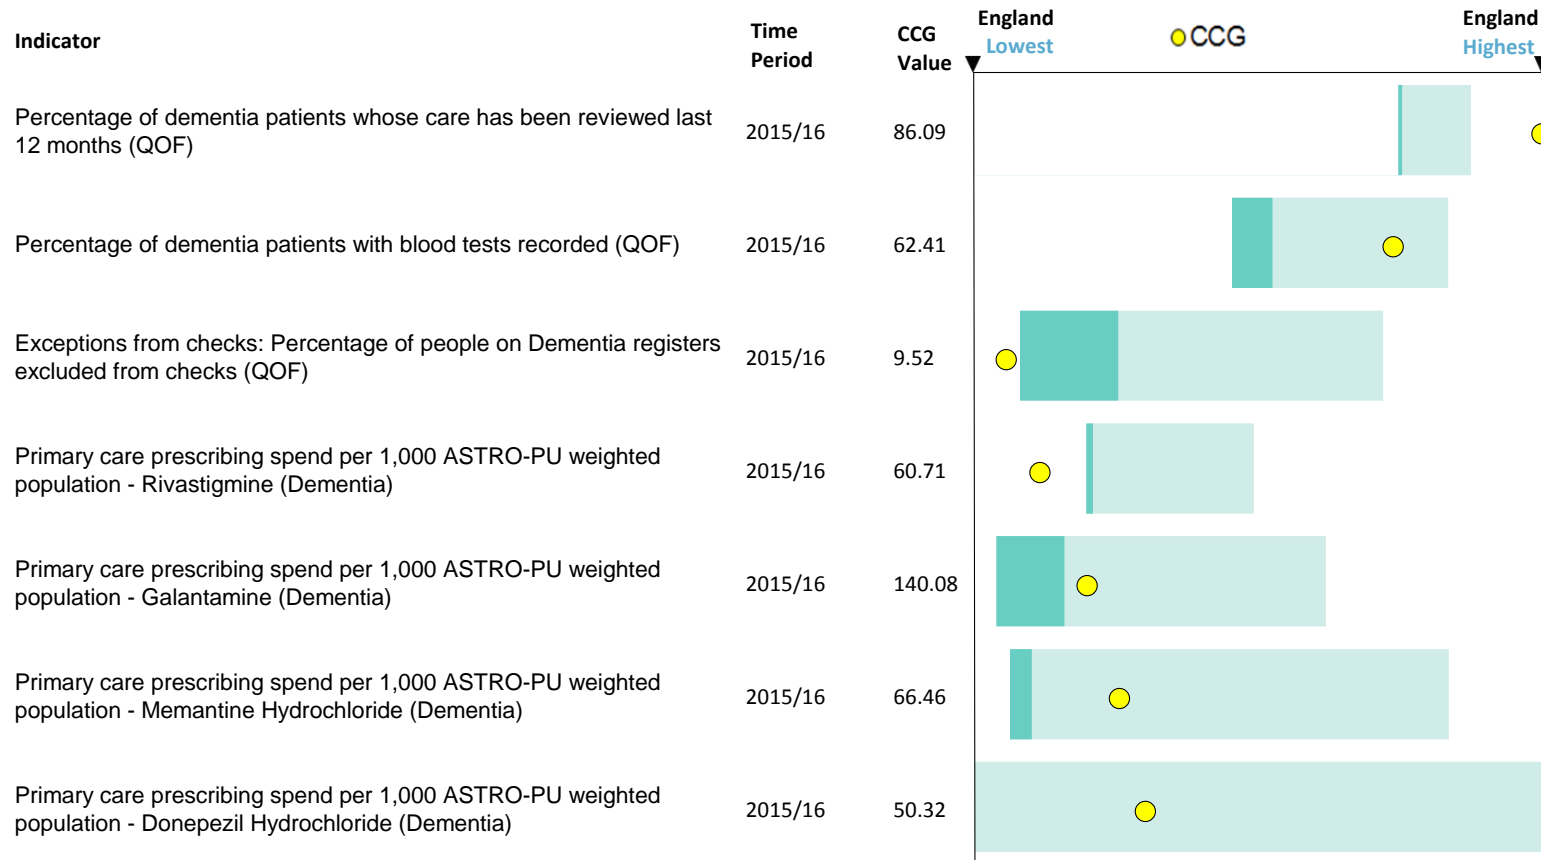 Indicator
Time
Period
CCG
Value
England
Lowest
CCG
England
Highest
Percentage of dementia patients whose care has been reviewed last
12 months (QOF)
2015/16
86.09
Percentage of dementia patients with blood tests recorded (QOF)
2015/16
62.41
Exceptions from checks: Percentage of people on Dementia registers
excluded from checks (QOF)
2015/16
9.52
Primary care prescribing spend per 1,000 ASTRO-PU weighted
population - Rivastigmine (Dementia)
2015/16
60.71
Primary care prescribing spend per 1,000 ASTRO-PU weighted
population - Galantamine (Dementia)
2015/16
140.08
Primary care prescribing spend per 1,000 ASTRO-PU weighted
population - Memantine Hydrochloride (Dementia)
2015/16
66.46
Primary care prescribing spend per 1,000 ASTRO-PU weighted
population - Donepezil Hydrochloride (Dementia)
2015/16
50.32